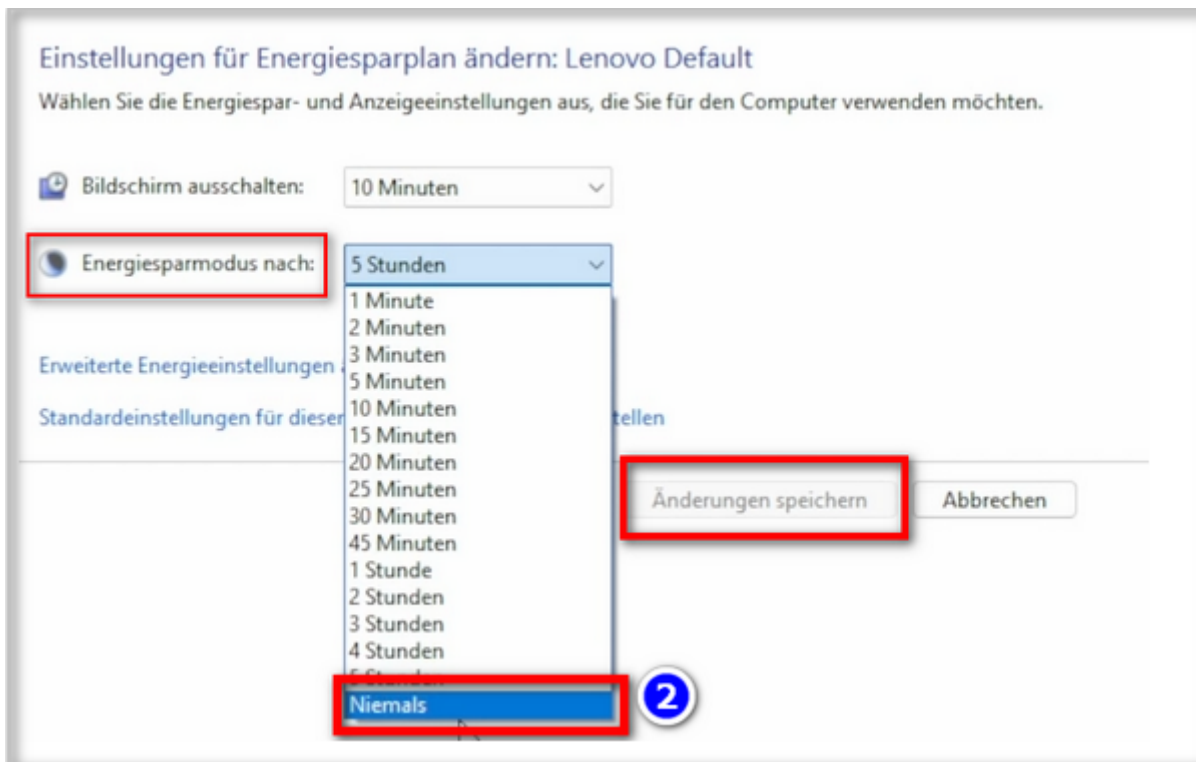 Einstellungen für Energiesparplan ändern: Lenovo Default
Wählen Sie die Energiespar- und Anzeigeeinstellungen aus, die Sie für den Computer verwenden möchten.
Bildschirm ausschalten: 10 Minuten
Energiesparmodus nach: 5 Stunden
1 Minute
2 Minuten
3 Minuten
Erweiterte Energieeinstellungen
5 Minuten
10 Minuten
Standardeinstellungen für diesen tellen
15 Minuten
20 Minuten
25 Minuten
Änderungen speichern Abbrechen
30 Minuten
45 Minuten
1 Stunde
2 Stunden
3 Stunden
4 Stunden
5 Stunden
Niemals 2